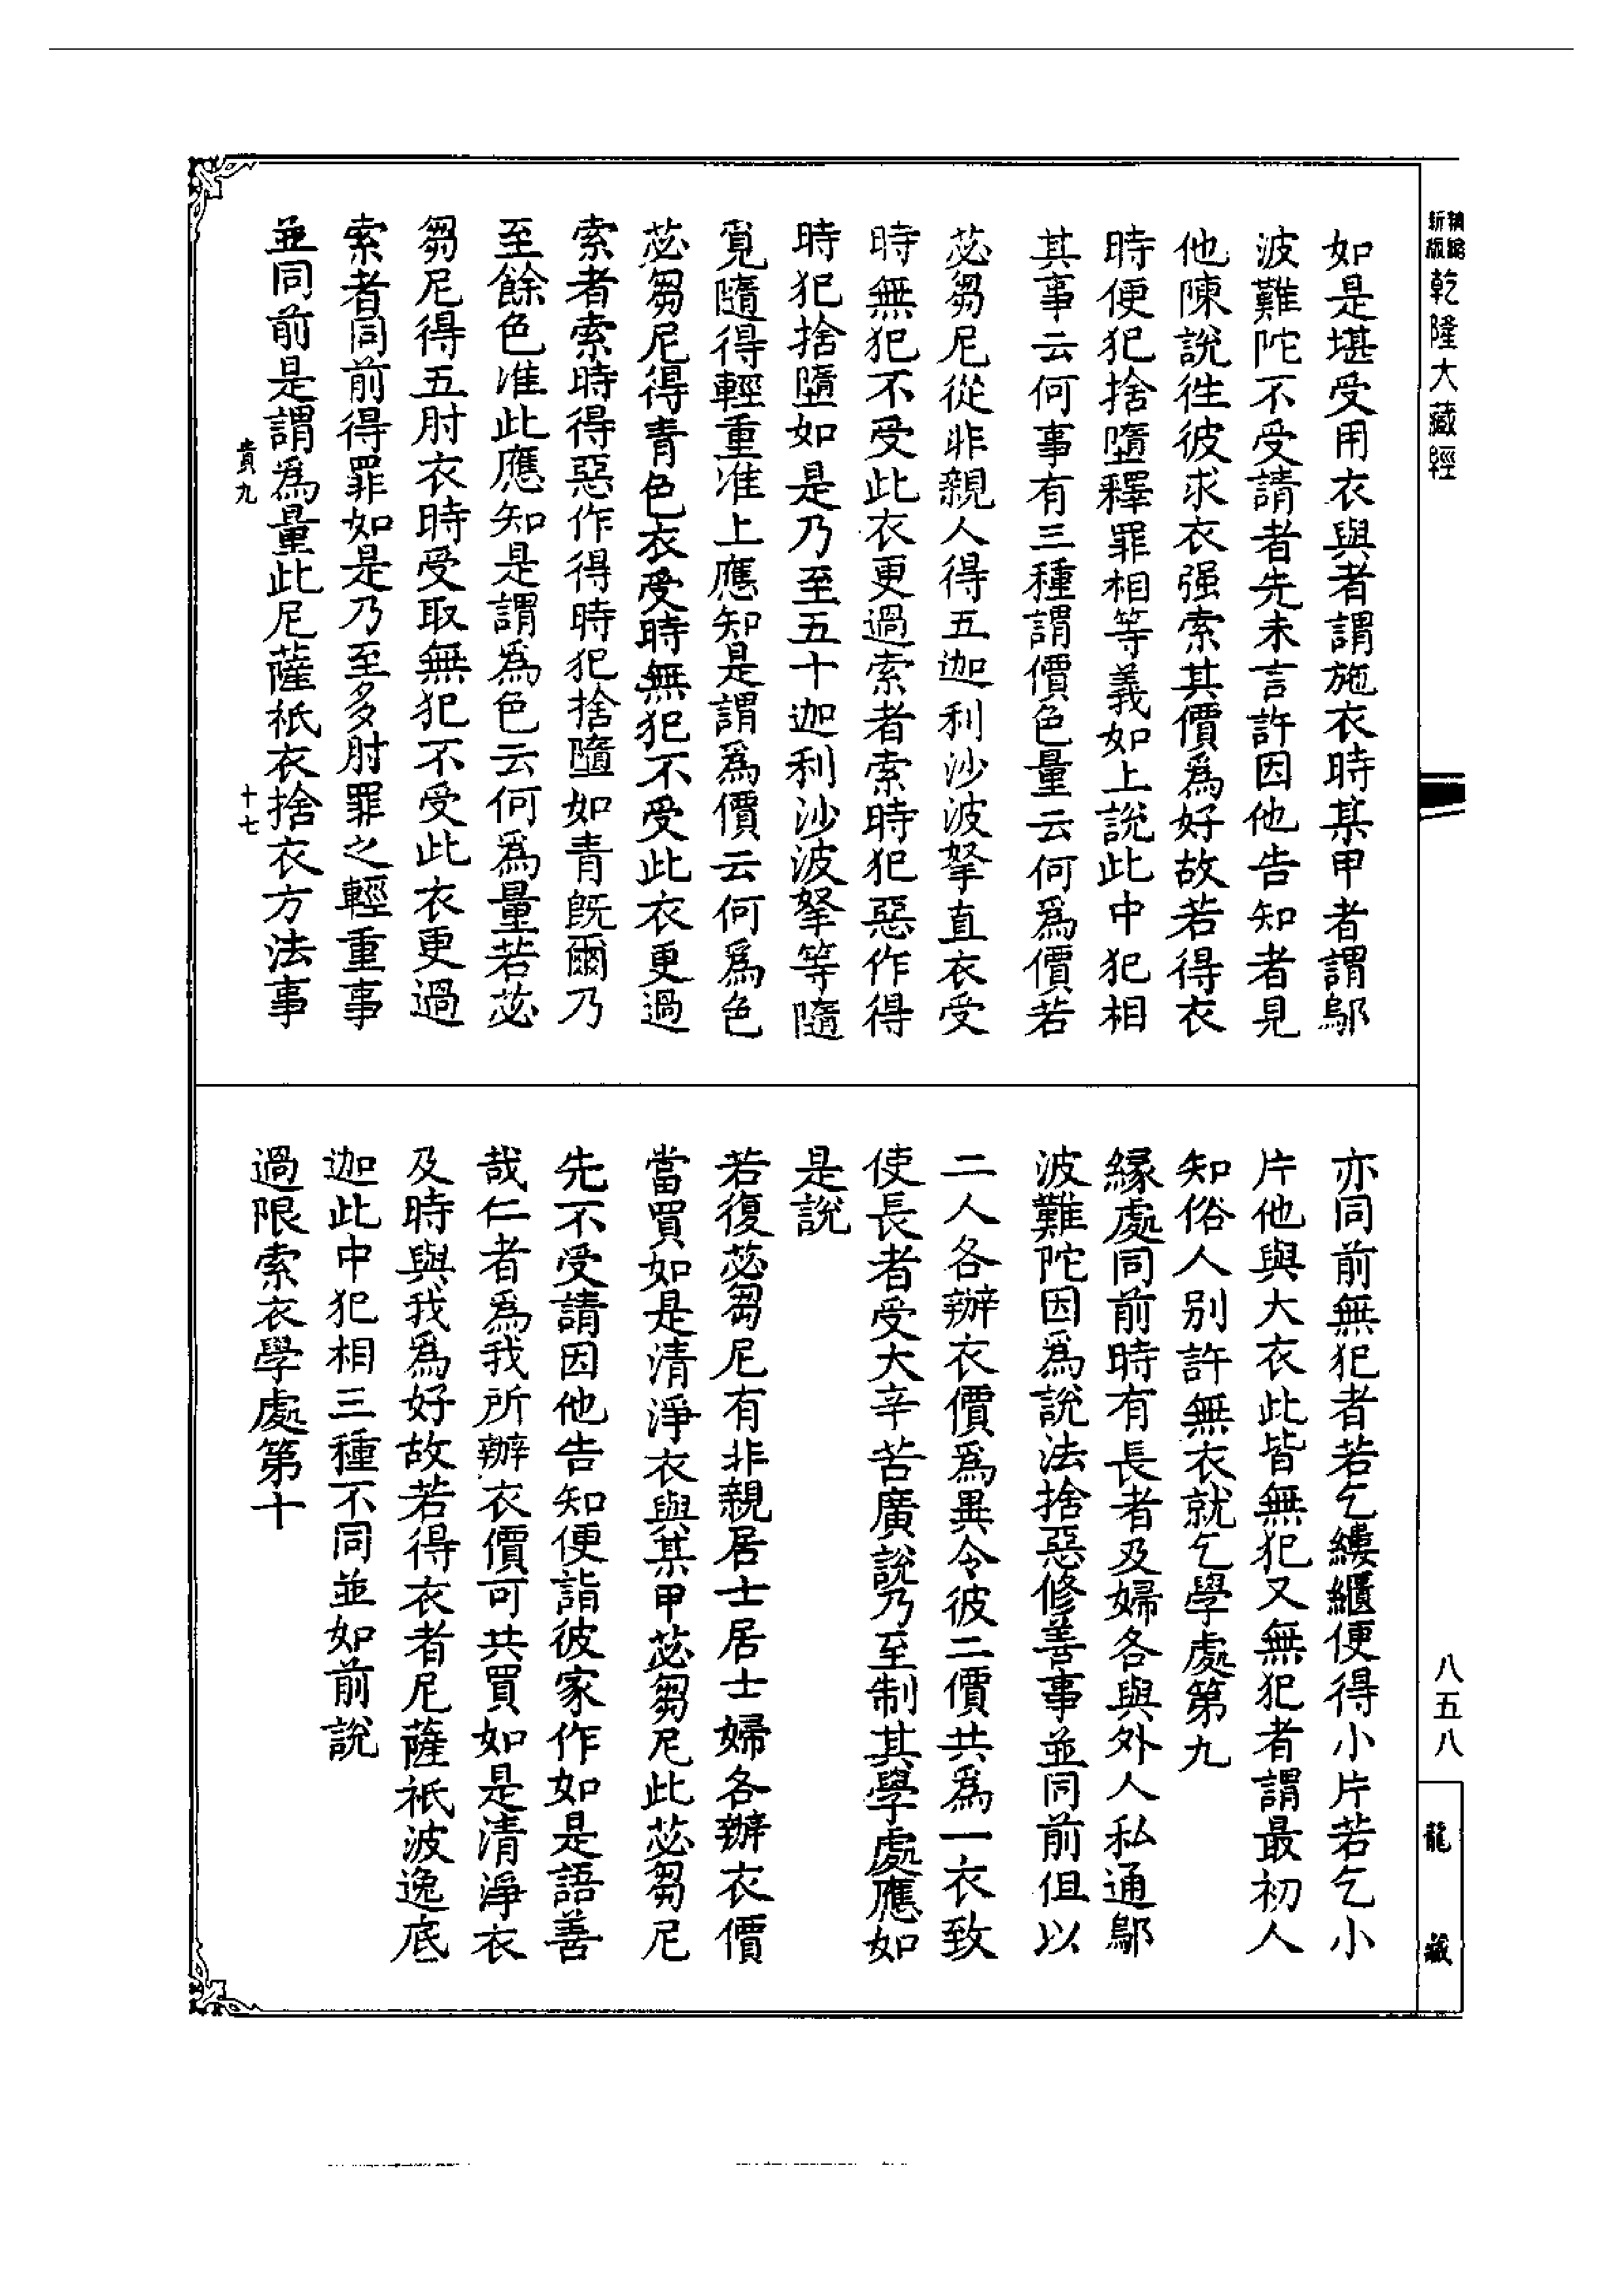 精縮新版乾隆大藏經
如是堪受用衣與者謂施衣時某甲者謂鄔
波難陀不受請者先未言許因他告知者見
他陳說徃彼求衣强索其價為好故若得衣
時便犯捨墮釋罪相等義如上說此中犯相
其事云何事有三種謂價色量云何爲價若
苾芻尼從非親人得五迦利沙波拏直衣受
時無犯不受此衣更過索者索時犯惡作得
時犯捨墮如是乃至五十迦利沙波拏等隨
覓隨得輕重准上應知是謂爲價云何爲色
苾芻尼得青色衣受時無犯不受此衣更過
索者索時得惡作得時犯捨墮如青既爾乃
至餘色准此應知是謂爲色云何爲量若苾
芻尼得五肘衣時受取無犯不受此衣更過
索者同前得罪如是乃至多肘罪之輕重事
並同前是謂爲量此尼薩祇衣捨衣方法事
貴九
十七
亦同前無犯者若乞縷繼便得小片若乞小
片他與大衣此皆無犯又無犯者謂最初人
知俗人别許無衣就乞學處第九
緣處同前時有長者及婦各與外人私通鄔
波難陀因爲說法捨惡修善事並同前但以
二人各辦衣價爲異令彼二價共爲一衣致
使長者受大辛苦廣說乃至制其學處應如
是說
若復苾芻尼有非親居士居士婦各辦衣價
當買如是清淨衣與某甲苾芻尼此苾芻尼
先不受請因他告知便詣彼家作如是語善
哉仁者爲我所辦衣價可共買如是清淨衣
及時與我爲好故若得衣者尼薩祇波逸底
迦此中犯相三種不同並如前說
過限索衣學處第十
八五八
龍藏